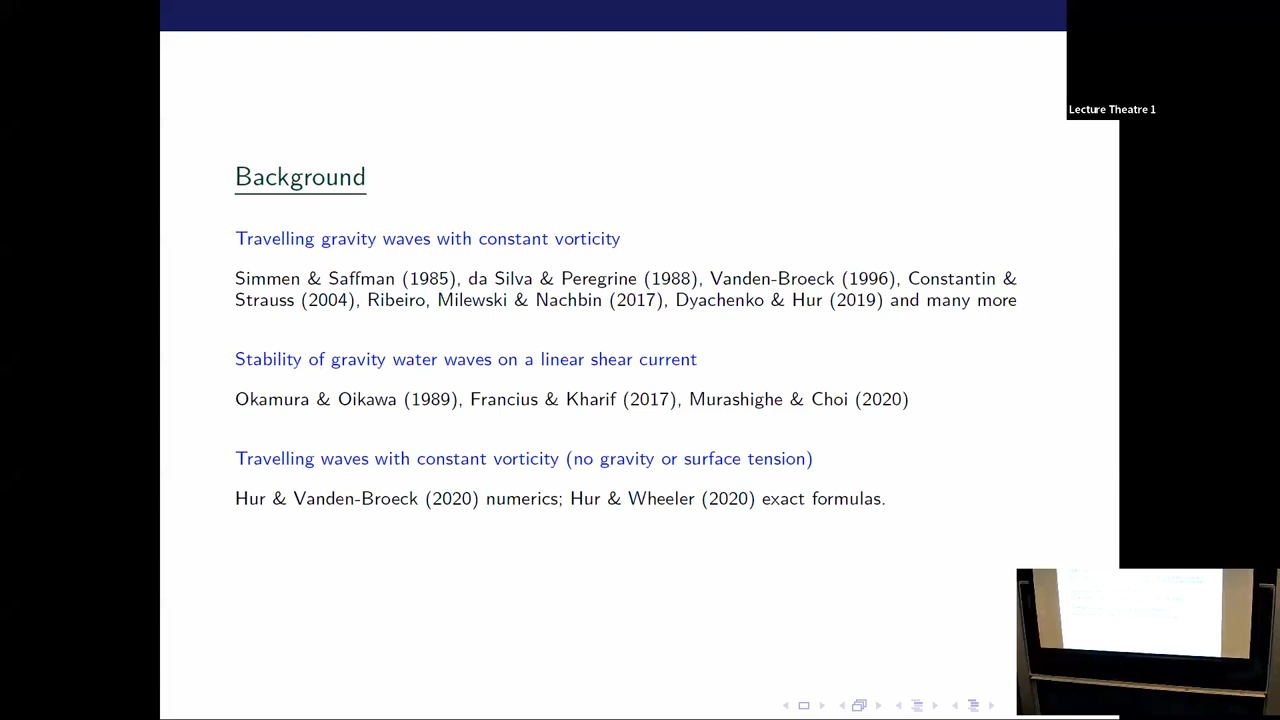 Lecture Theatre 1
Background
Travelling gravity waves with constant vorticity
Simmen & Saffman (1985), da Silva & Peregrine (1988), Vanden-Broeck (1996), Constantin &
Strauss (2004), Ribeiro, Milewski & Nachbin (2017), Dyachenko & Hur (2019) and many more
Stability of gravity water waves on a linear shear current
Okamura & Oikawa (1989), Francius & Kharif (2017), Murashighe & Choi (2020)
Travelling waves with constant vorticity (no gravity or surface tension)
Hur & Vanden-Broeck (2020) numerics; Hur & Wheeler (2020) exact formulas.